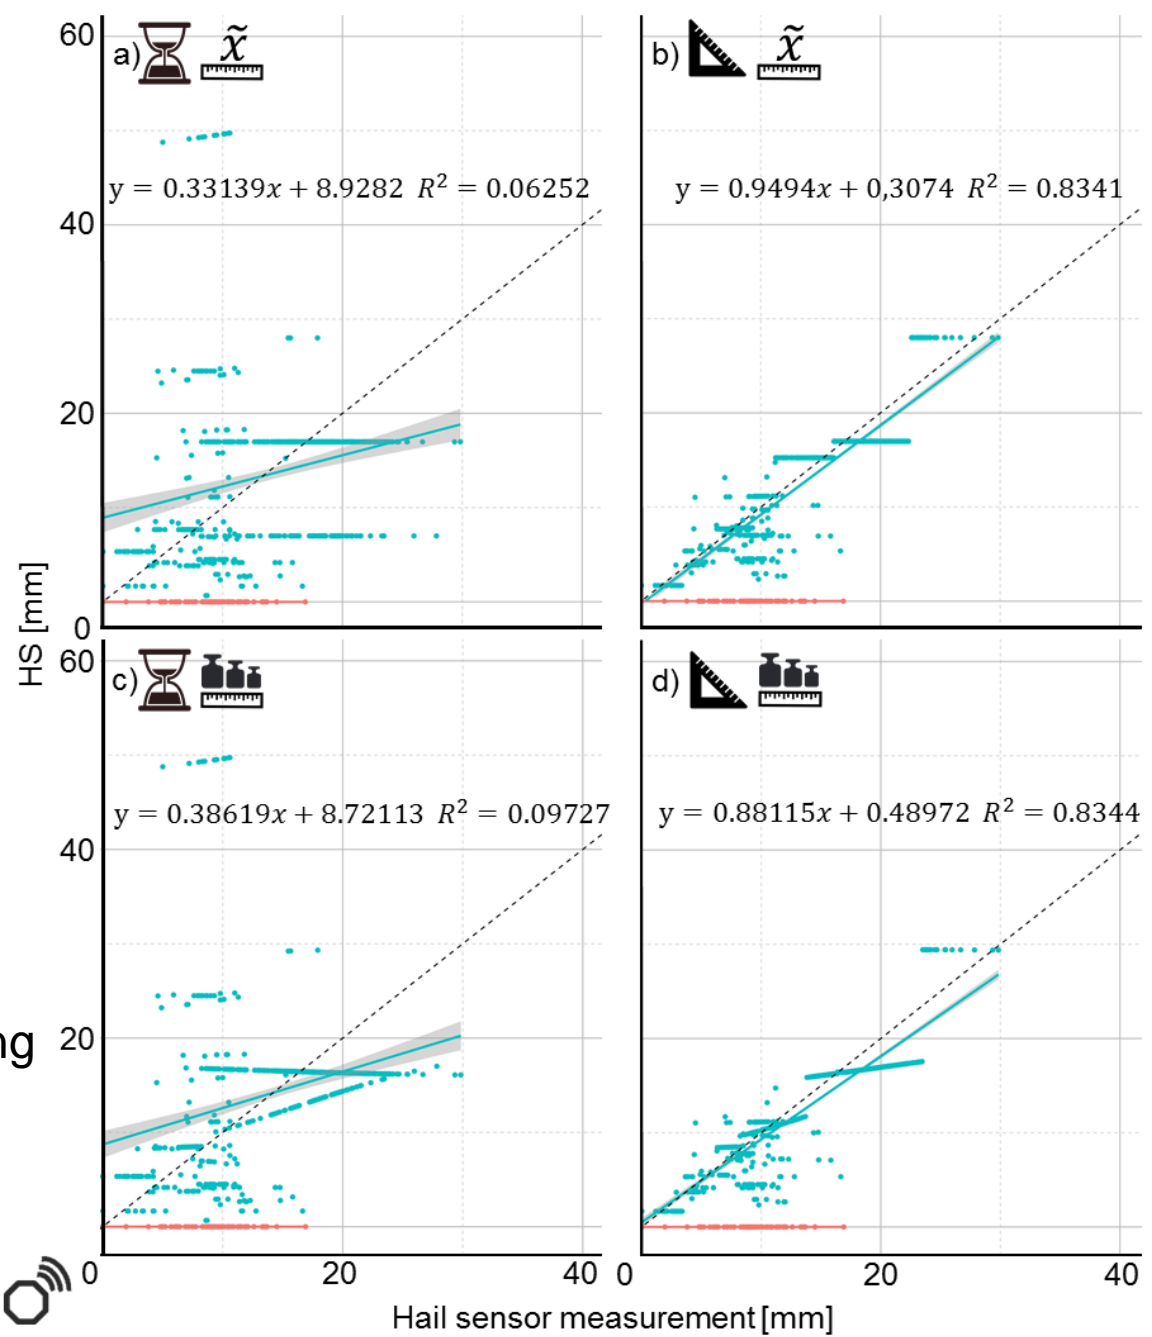 60
a) x̃
b) x̃
y = 0.33139x + 8.9282 R² = 0.06252
y = 0.9494x + 0,3074 R² = 0.8341
40
20
0
HS [mm]
60
c)
d)
y = 0.38619x + 8.72113 R² = 0.09727
y = 0.88115x + 0.48972 R² = 0.8344
40
ng
20
0 20 40 0 20 40
Hail sensor measurement [mm]